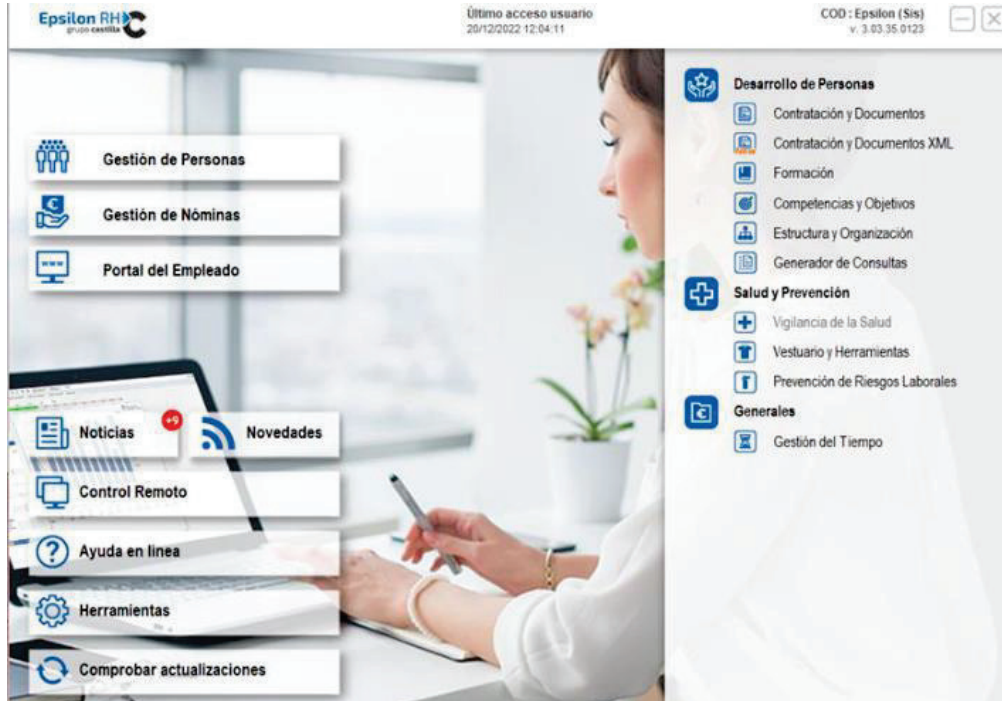 Epsilon RH
grupo castilla
Último acceso usuario
20/12/2022 12:04:11
COD : Epsilon (Sis)
v. 3.03.35.0123
Gestión de Personas
Gestión de Nóminas
Portal del Empleado
Noticias
+9
Novedades
Control Remoto
Ayuda en línea
Herramientas
Comprobar actualizaciones
Desarrollo de Personas
Contratación y Documentos
Contratación y Documentos XML
Formación
Competencias y Objetivos
Estructura y Organización
Generador de Consultas
Salud y Prevención
Vigilancia de la Salud
Vestuario y Herramientas
Prevención de Riesgos Laborales
Generales
Gestión del Tiempo